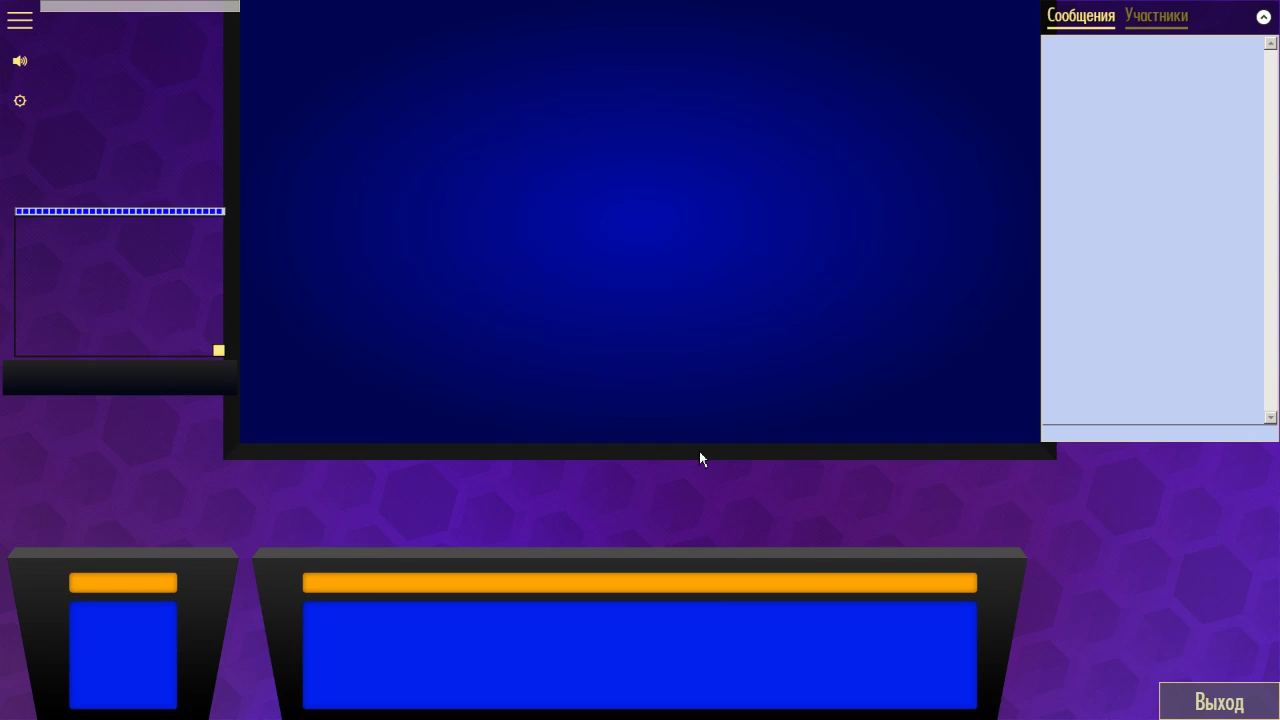 Сообщения Участники
Выход